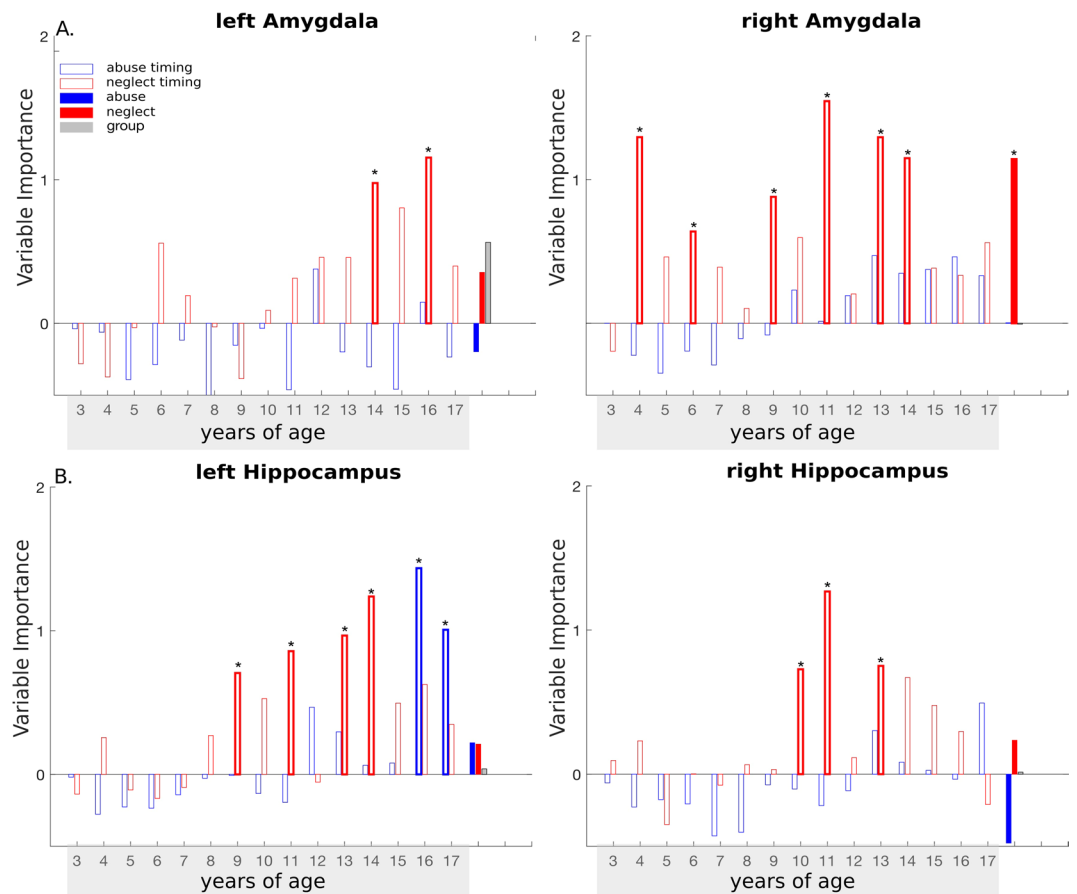 A.
left Amygdala
right Amygdala
2
1
0
Variable Importance
abuse timing
neglect timing
abuse
neglect
group
* *
3 4 5 6 7 8 9 10 11 12 13 14 15 16 17
years of age
2
1
0
Variable Importance
* * * * * * *
3 4 5 6 7 8 9 10 11 12 13 14 15 16 17
years of age
B.
left Hippocampus
right Hippocampus
2
1
0
Variable Importance
* * * * * *
3 4 5 6 7 8 9 10 11 12 13 14 15 16 17
years of age
2
1
0
Variable Importance
* * *
3 4 5 6 7 8 9 10 11 12 13 14 15 16 17
years of age